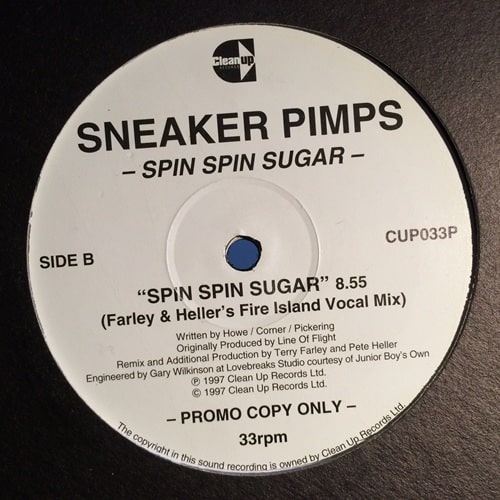 Clean up
RECORDS
SNEAKER PIMPS
– SPIN SPIN SUGAR –
CUP033P
SIDE B
“SPIN SPIN SUGAR” 8.55
(Farley & Heller's Fire Island Vocal Mix)
Written by Howe / Corner / Pickering
Originally Produced by Line Of Flight
Remix and Additional Production by Terry Farley and Pete Heller
Engineered by Gary Wilkinson at Lovebreaks Studio courtesy of Junior Boy's Own
℗ 1997 Clean Up Records Ltd.
© 1997 Clean Up Records Ltd.
– PROMO COPY ONLY –
33rpm
The copyright in this sound recording is owned by Clean Up Records Ltd.